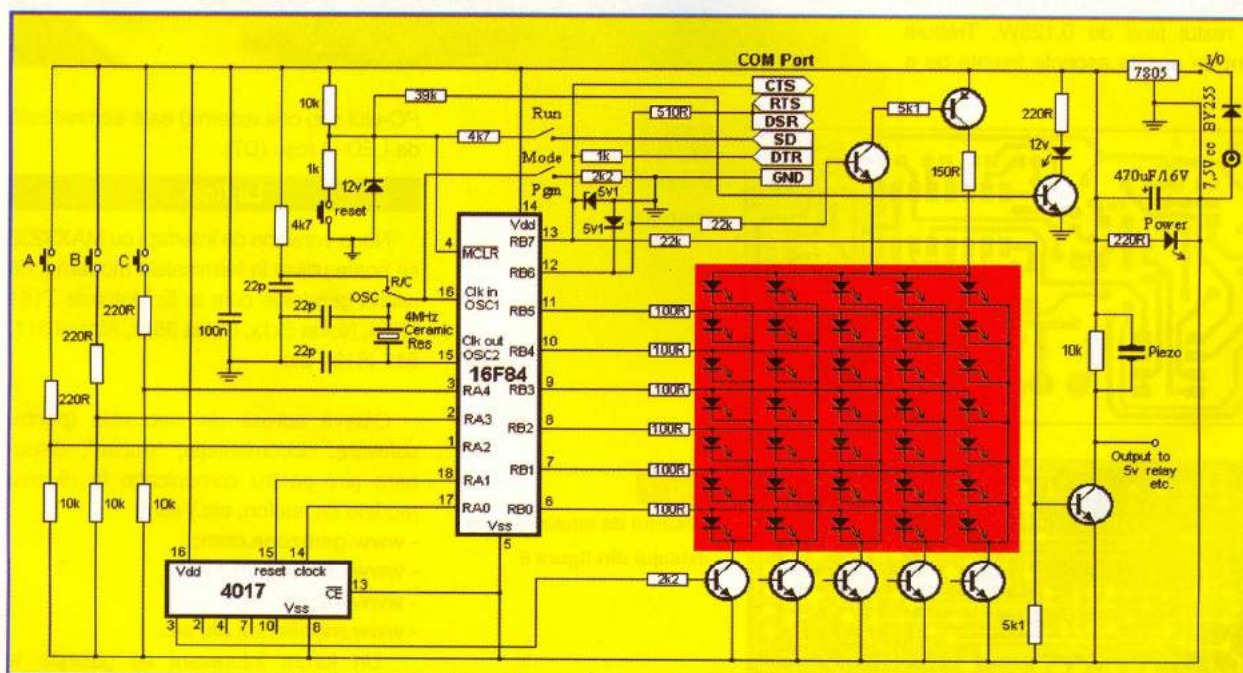 restul fiind de 0,125W. Trebuie
COM Port
CTS
RTS
DSR
SD
DTR
GND
Run
Mode
Pgm
39k
10k
1k
12v
reset
4k7
4k7
510R
1k
2k2
5v1
5v1
22k
22k
5k1
150R
220R
12v
7805
I/O
7,5V cc BY255
470uF/16V
+
Power
220R
A
B
C
220R
220R
220R
22p
22p
22p
100n
OSC
R/C
4MHz
Ceramic
Res
14
Vdd
4
MCLR
16
Clk in
OSC1
Clk out
15
OSC2
16F84
3
RA4
2
RA3
1
RA2
18
RA1
17
RA0
Vss
5
13
RB7
12
RB6
11
RB5
10
RB4
9
RB3
8
RB2
7
RB1
6
RB0
100R
100R
100R
100R
100R
100R
10k
Piezo
Output to
5v relay
etc.
10k
10k
10k
16
15
14
Vdd
reset
clock
4017
CE
13
Vss
3
2
4
7
10
8
2k2
5k1